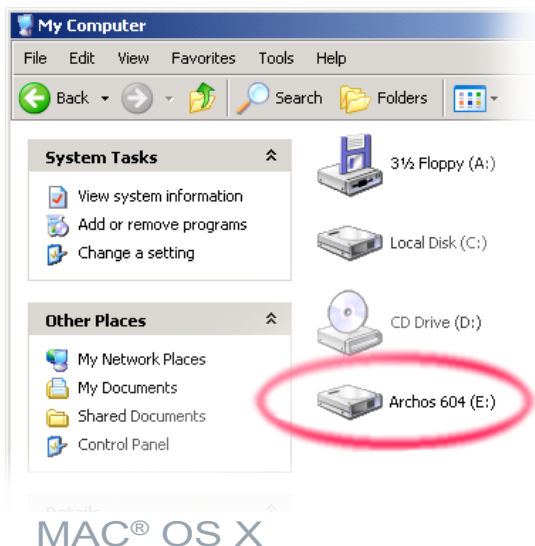 My Computer
File Edit View Favorites Tools Help
Back Search Folders
System Tasks
View system information
Add or remove programs
Change a setting
Other Places
My Network Places
My Documents
Shared Documents
Control Panel
Details
3½ Floppy (A:)
Local Disk (C:)
CD Drive (D:)
Archos 604 (E:)
MAC® OS X